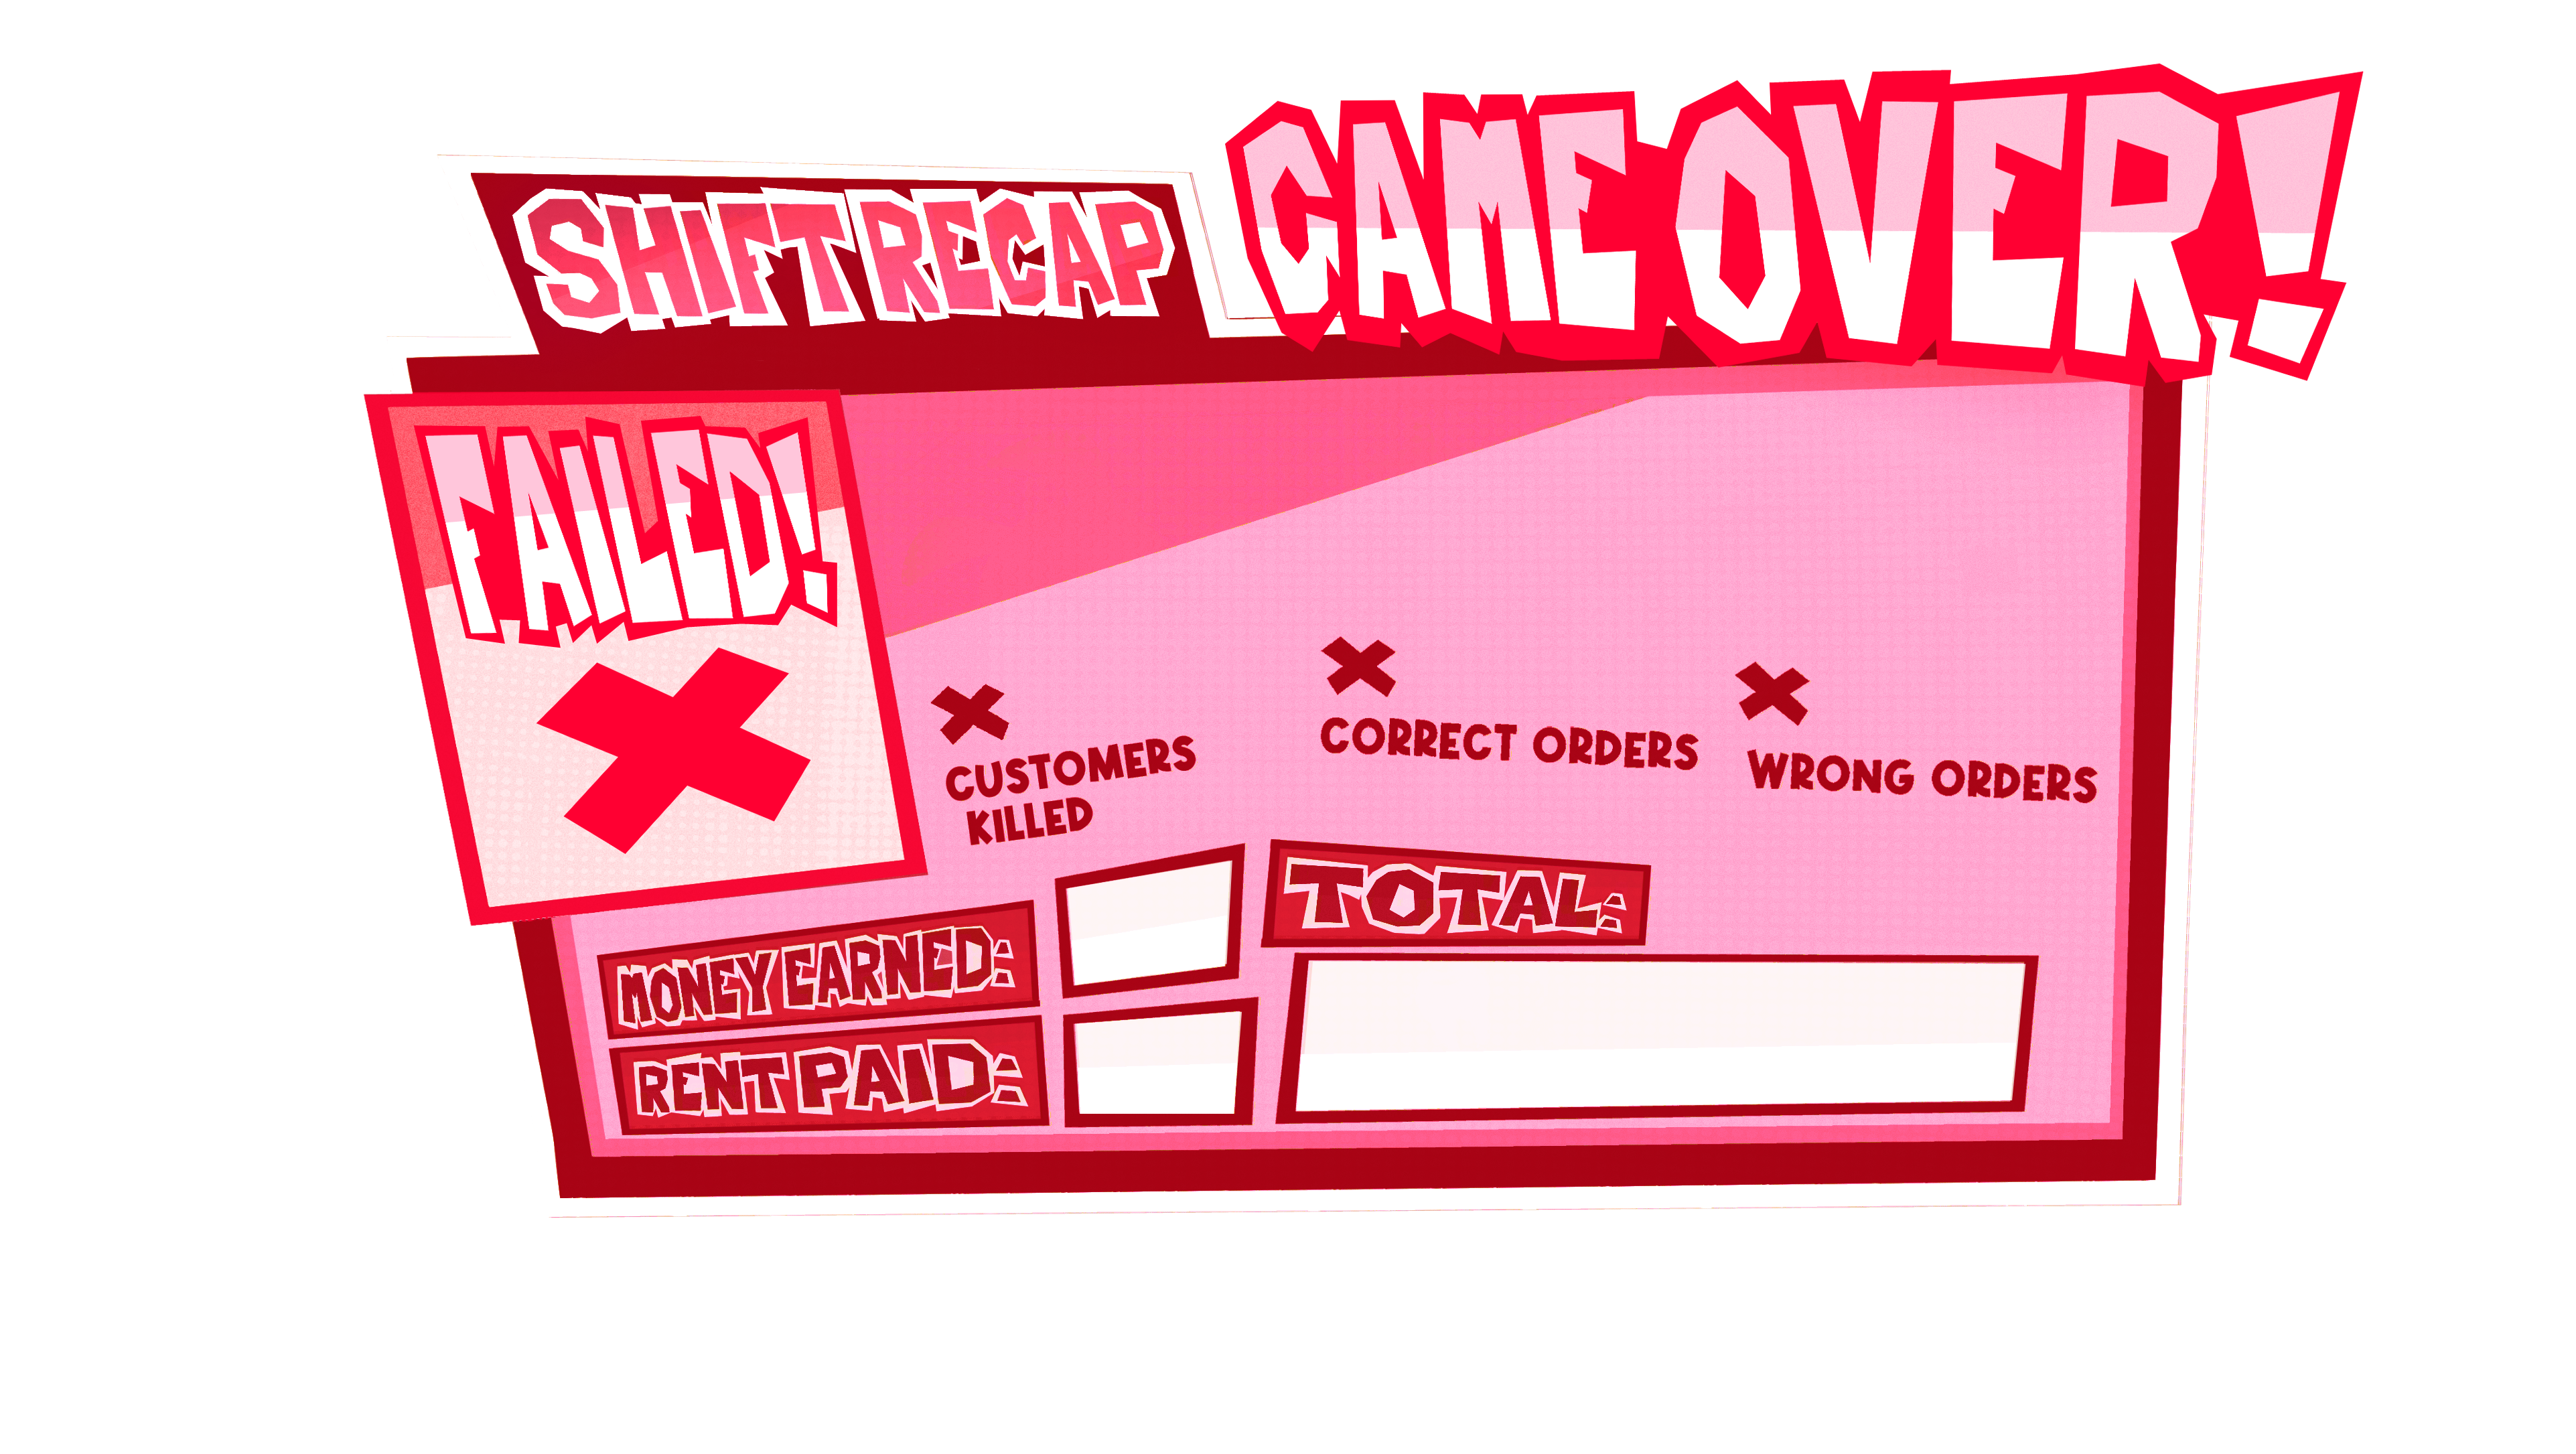 SHIFT RECAP
GAME OVER!
FAILED!
CUSTOMERS
KILLED
CORRECT ORDERS
WRONG ORDERS
MONEY EARNED:
RENT PAID:
TOTAL: